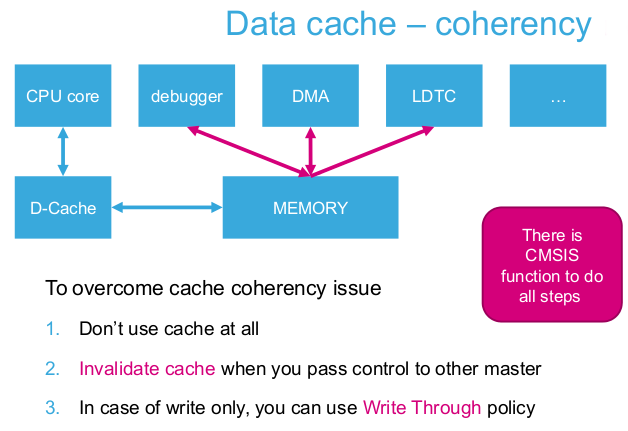 Data cache – coherency
CPU core
debugger
DMA
LDTC
...
D-Cache
MEMORY
There is
CMSIS
function to do
all steps
To overcome cache coherency issue
1. Don’t use cache at all
2. Invalidate cache when you pass control to other master
3. In case of write only, you can use Write Through policy